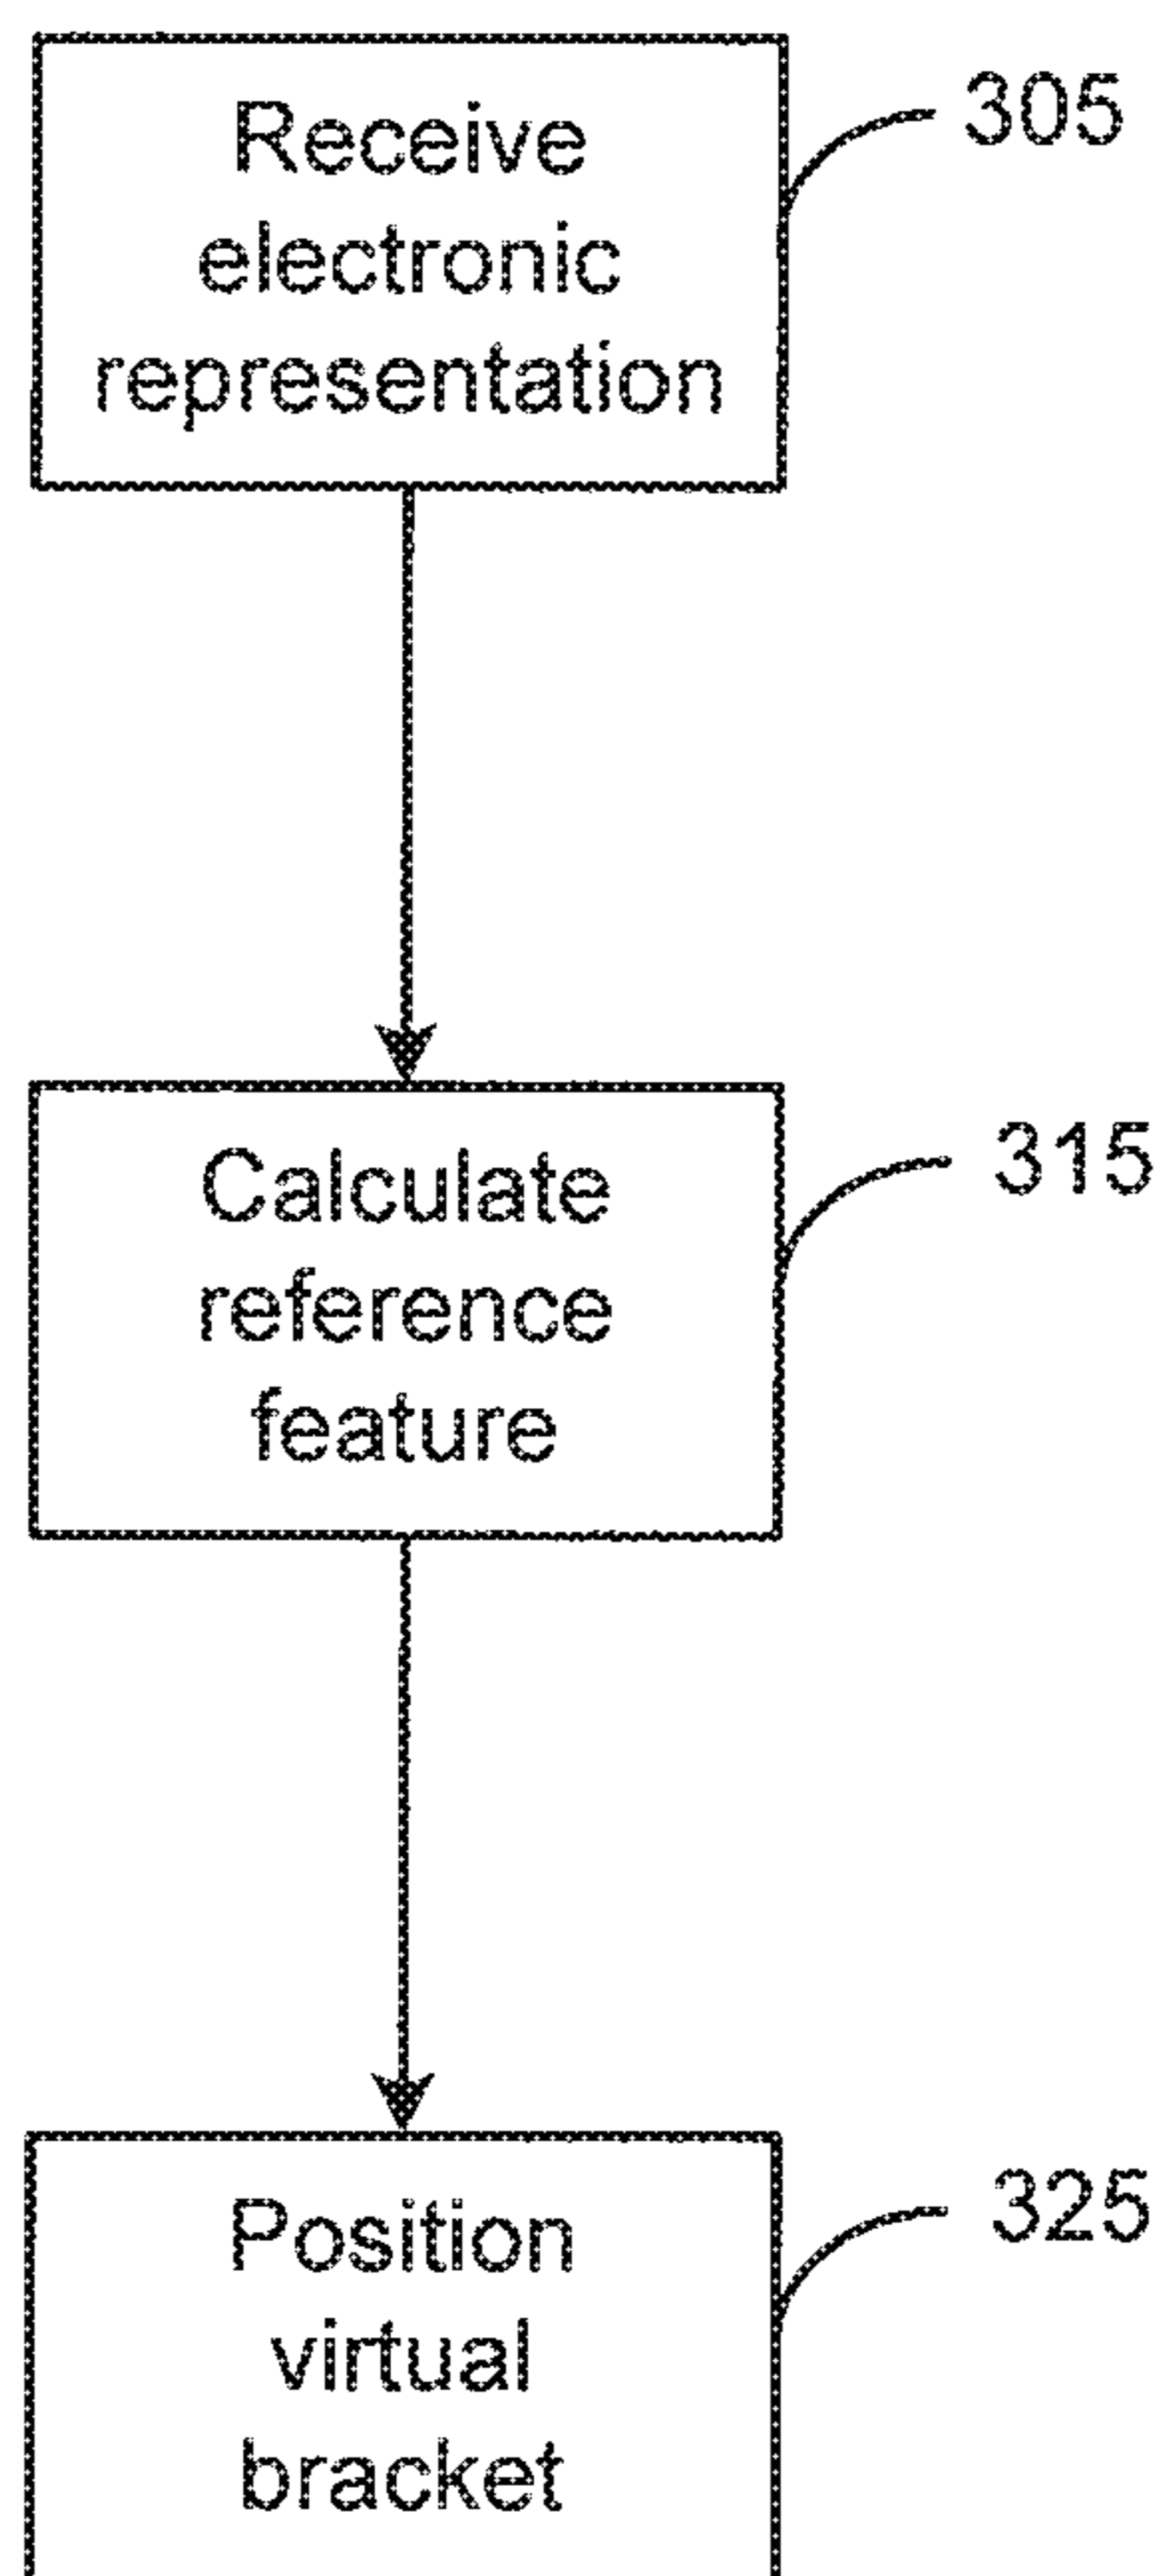 Receive
electronic
representation
305
Calculate
reference
feature
315
Position
virtual
bracket
325